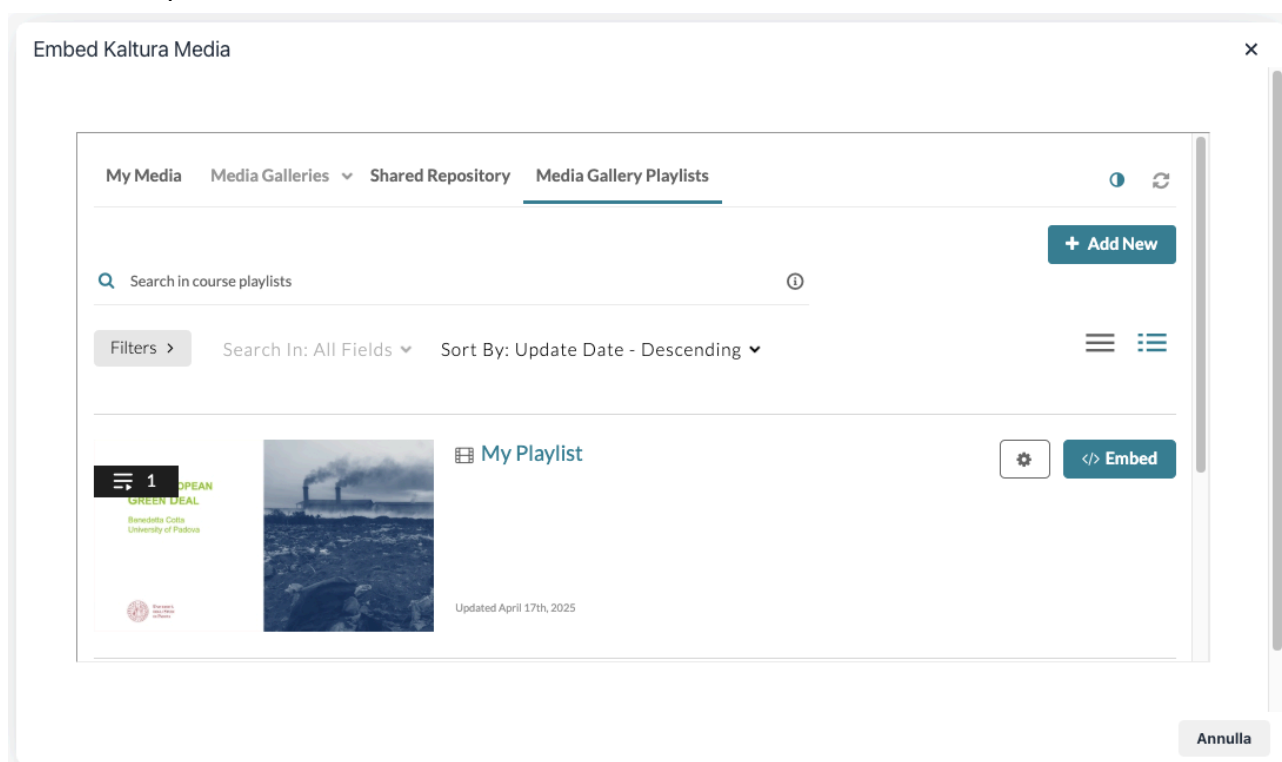 Embed Kaltura Media
My Media Media Galleries Shared Repository Media Gallery Playlists
+ Add New
Search in course playlists
Filters > Search In: All Fields Sort By: Update Date - Descending
My Playlist
</> Embed
1
OPEAN
GREEN DEAL
Benedetta Cotta
University of Padova
Updated April 17th, 2025
Annulla